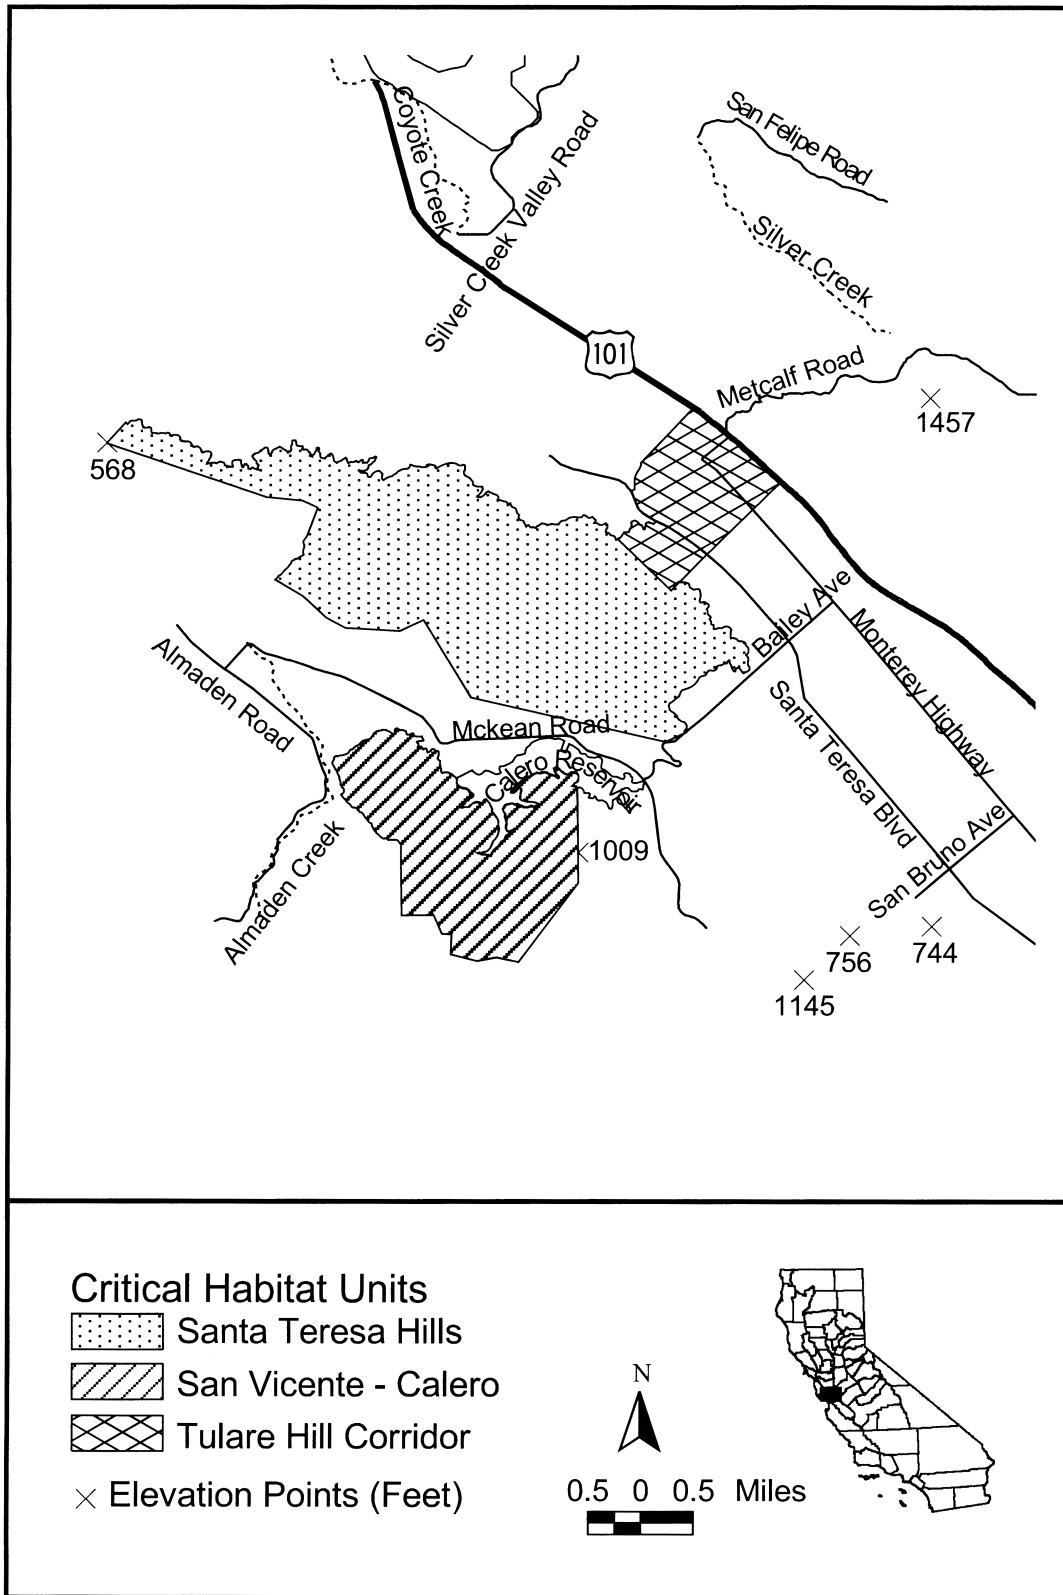 Coyote Creek
Silver Creek Valley Road
San Felipe Road
Silver Creek
101
Metcalf Road
1457
568
Bailey Ave
Monterey Highway
Almaden Road
Mckean Road
Santa Teresa Blvd
Calero Reservoir
1009
San Bruno Ave
Almaden Creek
756
744
1145
Critical Habitat Units
Santa Teresa Hills
San Vicente - Calero
Tulare Hill Corridor
Elevation Points (Feet)
N
0.5 0 0.5 Miles